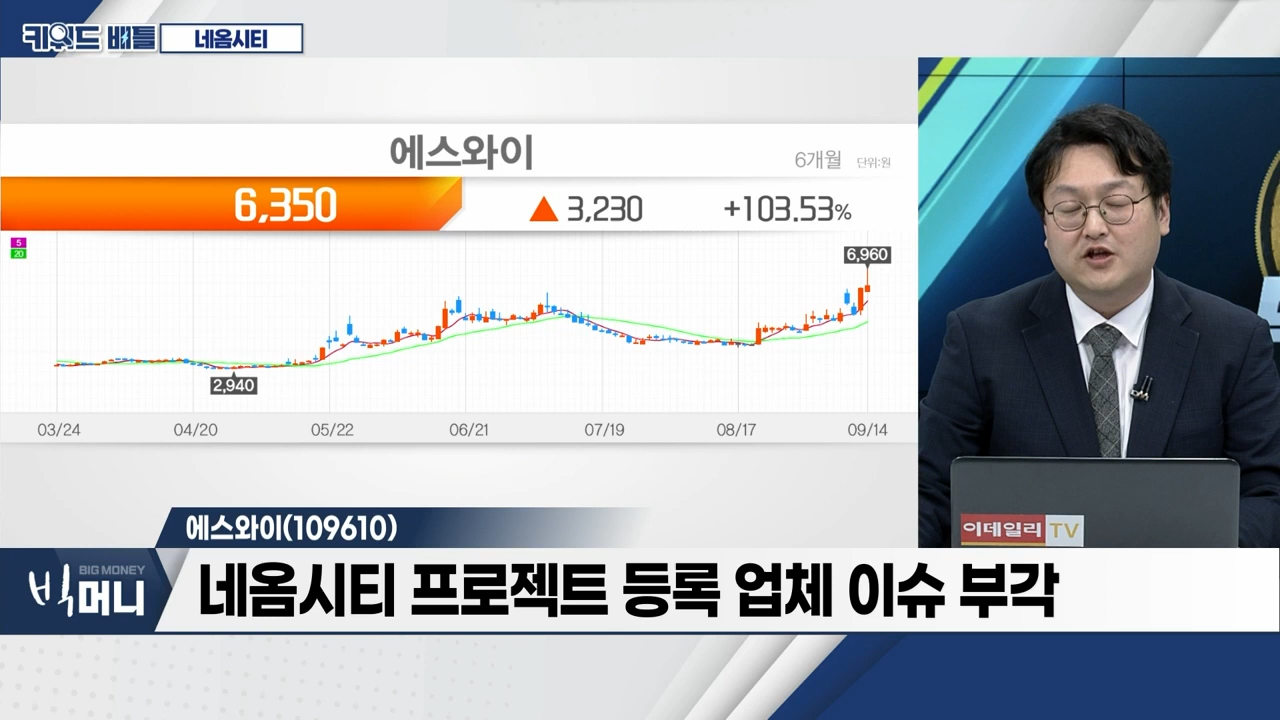 키워드 배틀 네옴시티
에스와이
6개월 단위:원
6,350 ▲ 3,230 +103.53%
5
20
6,960
2,940
03/24 04/20 05/22 06/21 07/19 08/17 09/14
이데일리 TV
에스와이(109610)
BIG MONEY
빅머니
네옴시티 프로젝트 등록 업체 이슈 부각